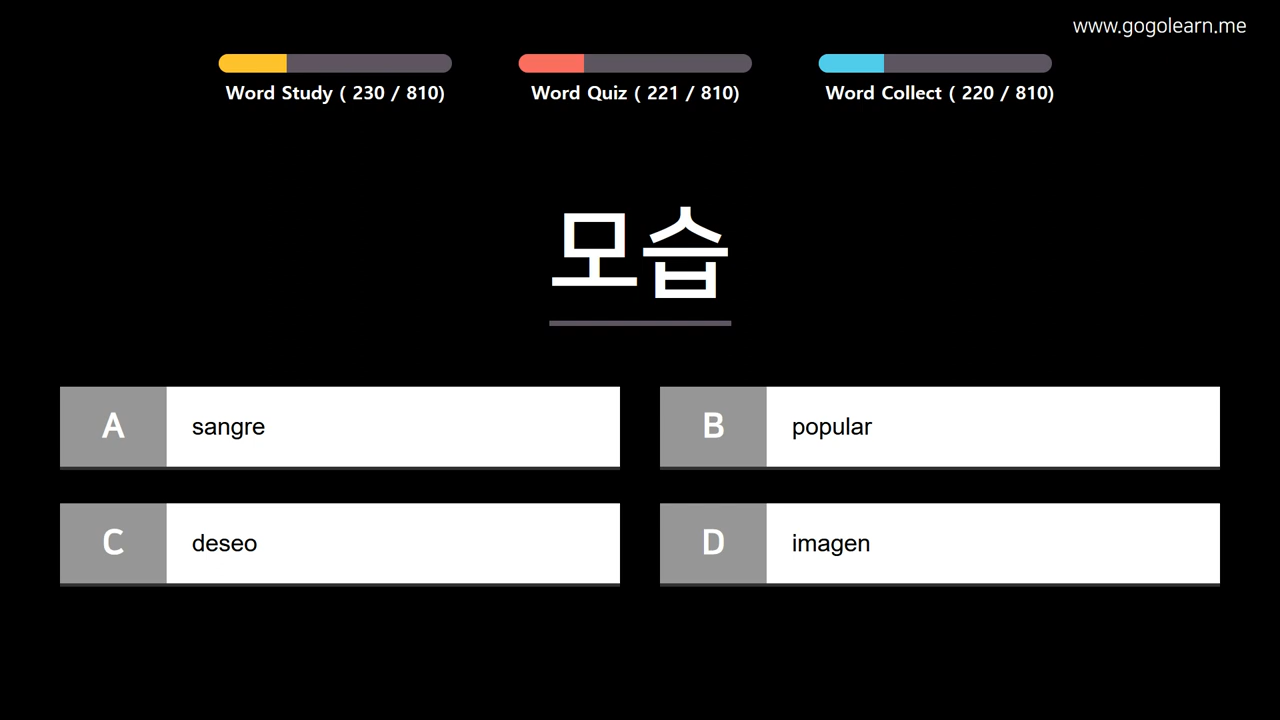 www.gogolearn.me
Word Study ( 230 / 810)
Word Quiz ( 221 / 810)
Word Collect ( 220 / 810)
모습
A sangre
B popular
C deseo
D imagen